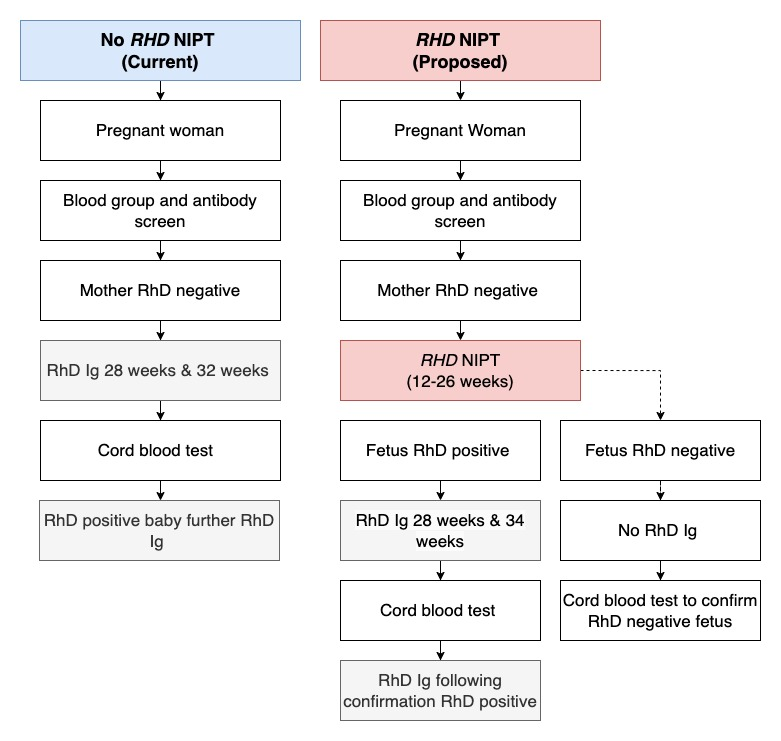 No RHD NIPT
(Current)
Pregnant woman
Blood group and antibody
screen
Mother RhD negative
RhD Ig 28 weeks & 32 weeks
Cord blood test
RhD positive baby further RhD
Ig
RHD NIPT
(Proposed)
Pregnant Woman
Blood group and antibody
screen
Mother RhD negative
RHD NIPT
(12-26 weeks)
Fetus RhD positive
RhD Ig 28 weeks & 34
weeks
Cord blood test
RhD Ig following
confirmation RhD positive
Fetus RhD negative
No RhD Ig
Cord blood test to confirm
RhD negative fetus